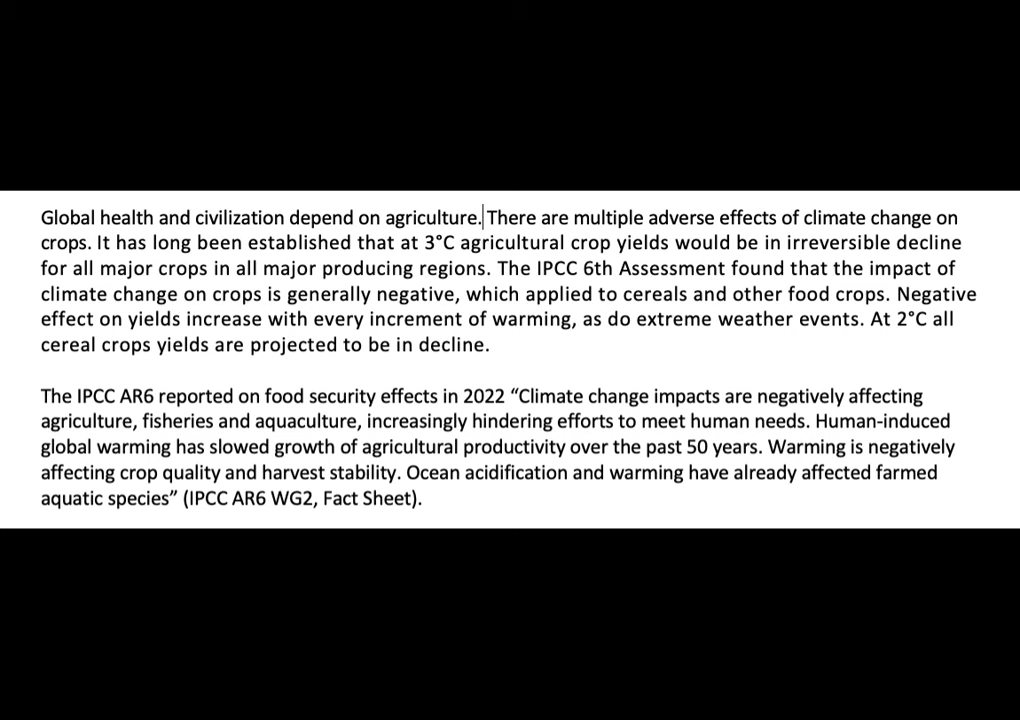 Global health and civilization depend on agriculture. There are multiple adverse effects of climate change on
crops. It has long been established that at 3°C agricultural crop yields would be in irreversible decline
for all major crops in all major producing regions. The IPCC 6th Assessment found that the impact of
climate change on crops is generally negative, which applied to cereals and other food crops. Negative
effect on yields increase with every increment of warming, as do extreme weather events. At 2°C all
cereal crops yields are projected to be in decline.
The IPCC AR6 reported on food security effects in 2022 “Climate change impacts are negatively affecting
agriculture, fisheries and aquaculture, increasingly hindering efforts to meet human needs. Human-induced
global warming has slowed growth of agricultural productivity over the past 50 years. Warming is negatively
affecting crop quality and harvest stability. Ocean acidification and warming have already affected farmed
aquatic species” (IPCC AR6 WG2, Fact Sheet).